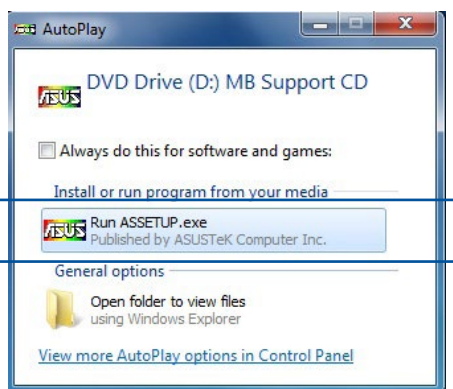 AutoPlay
DVD Drive (D:) MB Support CD
ASUS
Always do this for software and games:
Install or run program from your media
ASUS
Run ASSETUP.exe
Published by ASUSTeK Computer Inc.
General options
Open folder to view files
using Windows Explorer
View more AutoPlay options in Control Panel